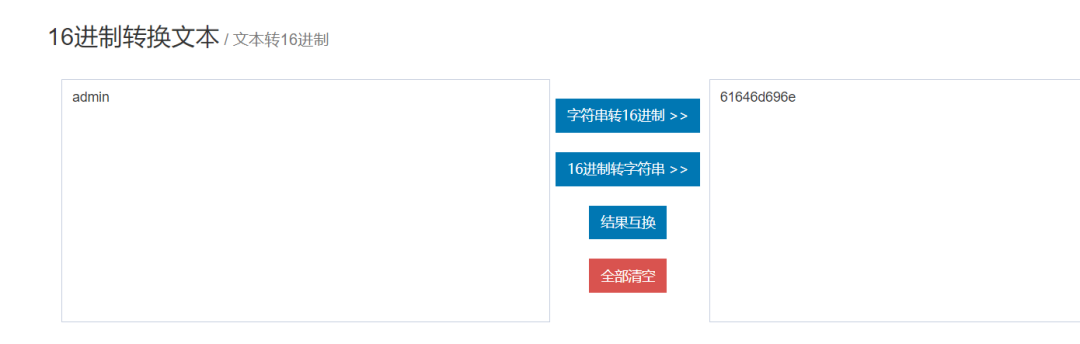 16进制转换文本 / 文本转16进制
admin
字符串转16进制 >>
16进制转字符串 >>
结果互换
全部清空
61646d696e